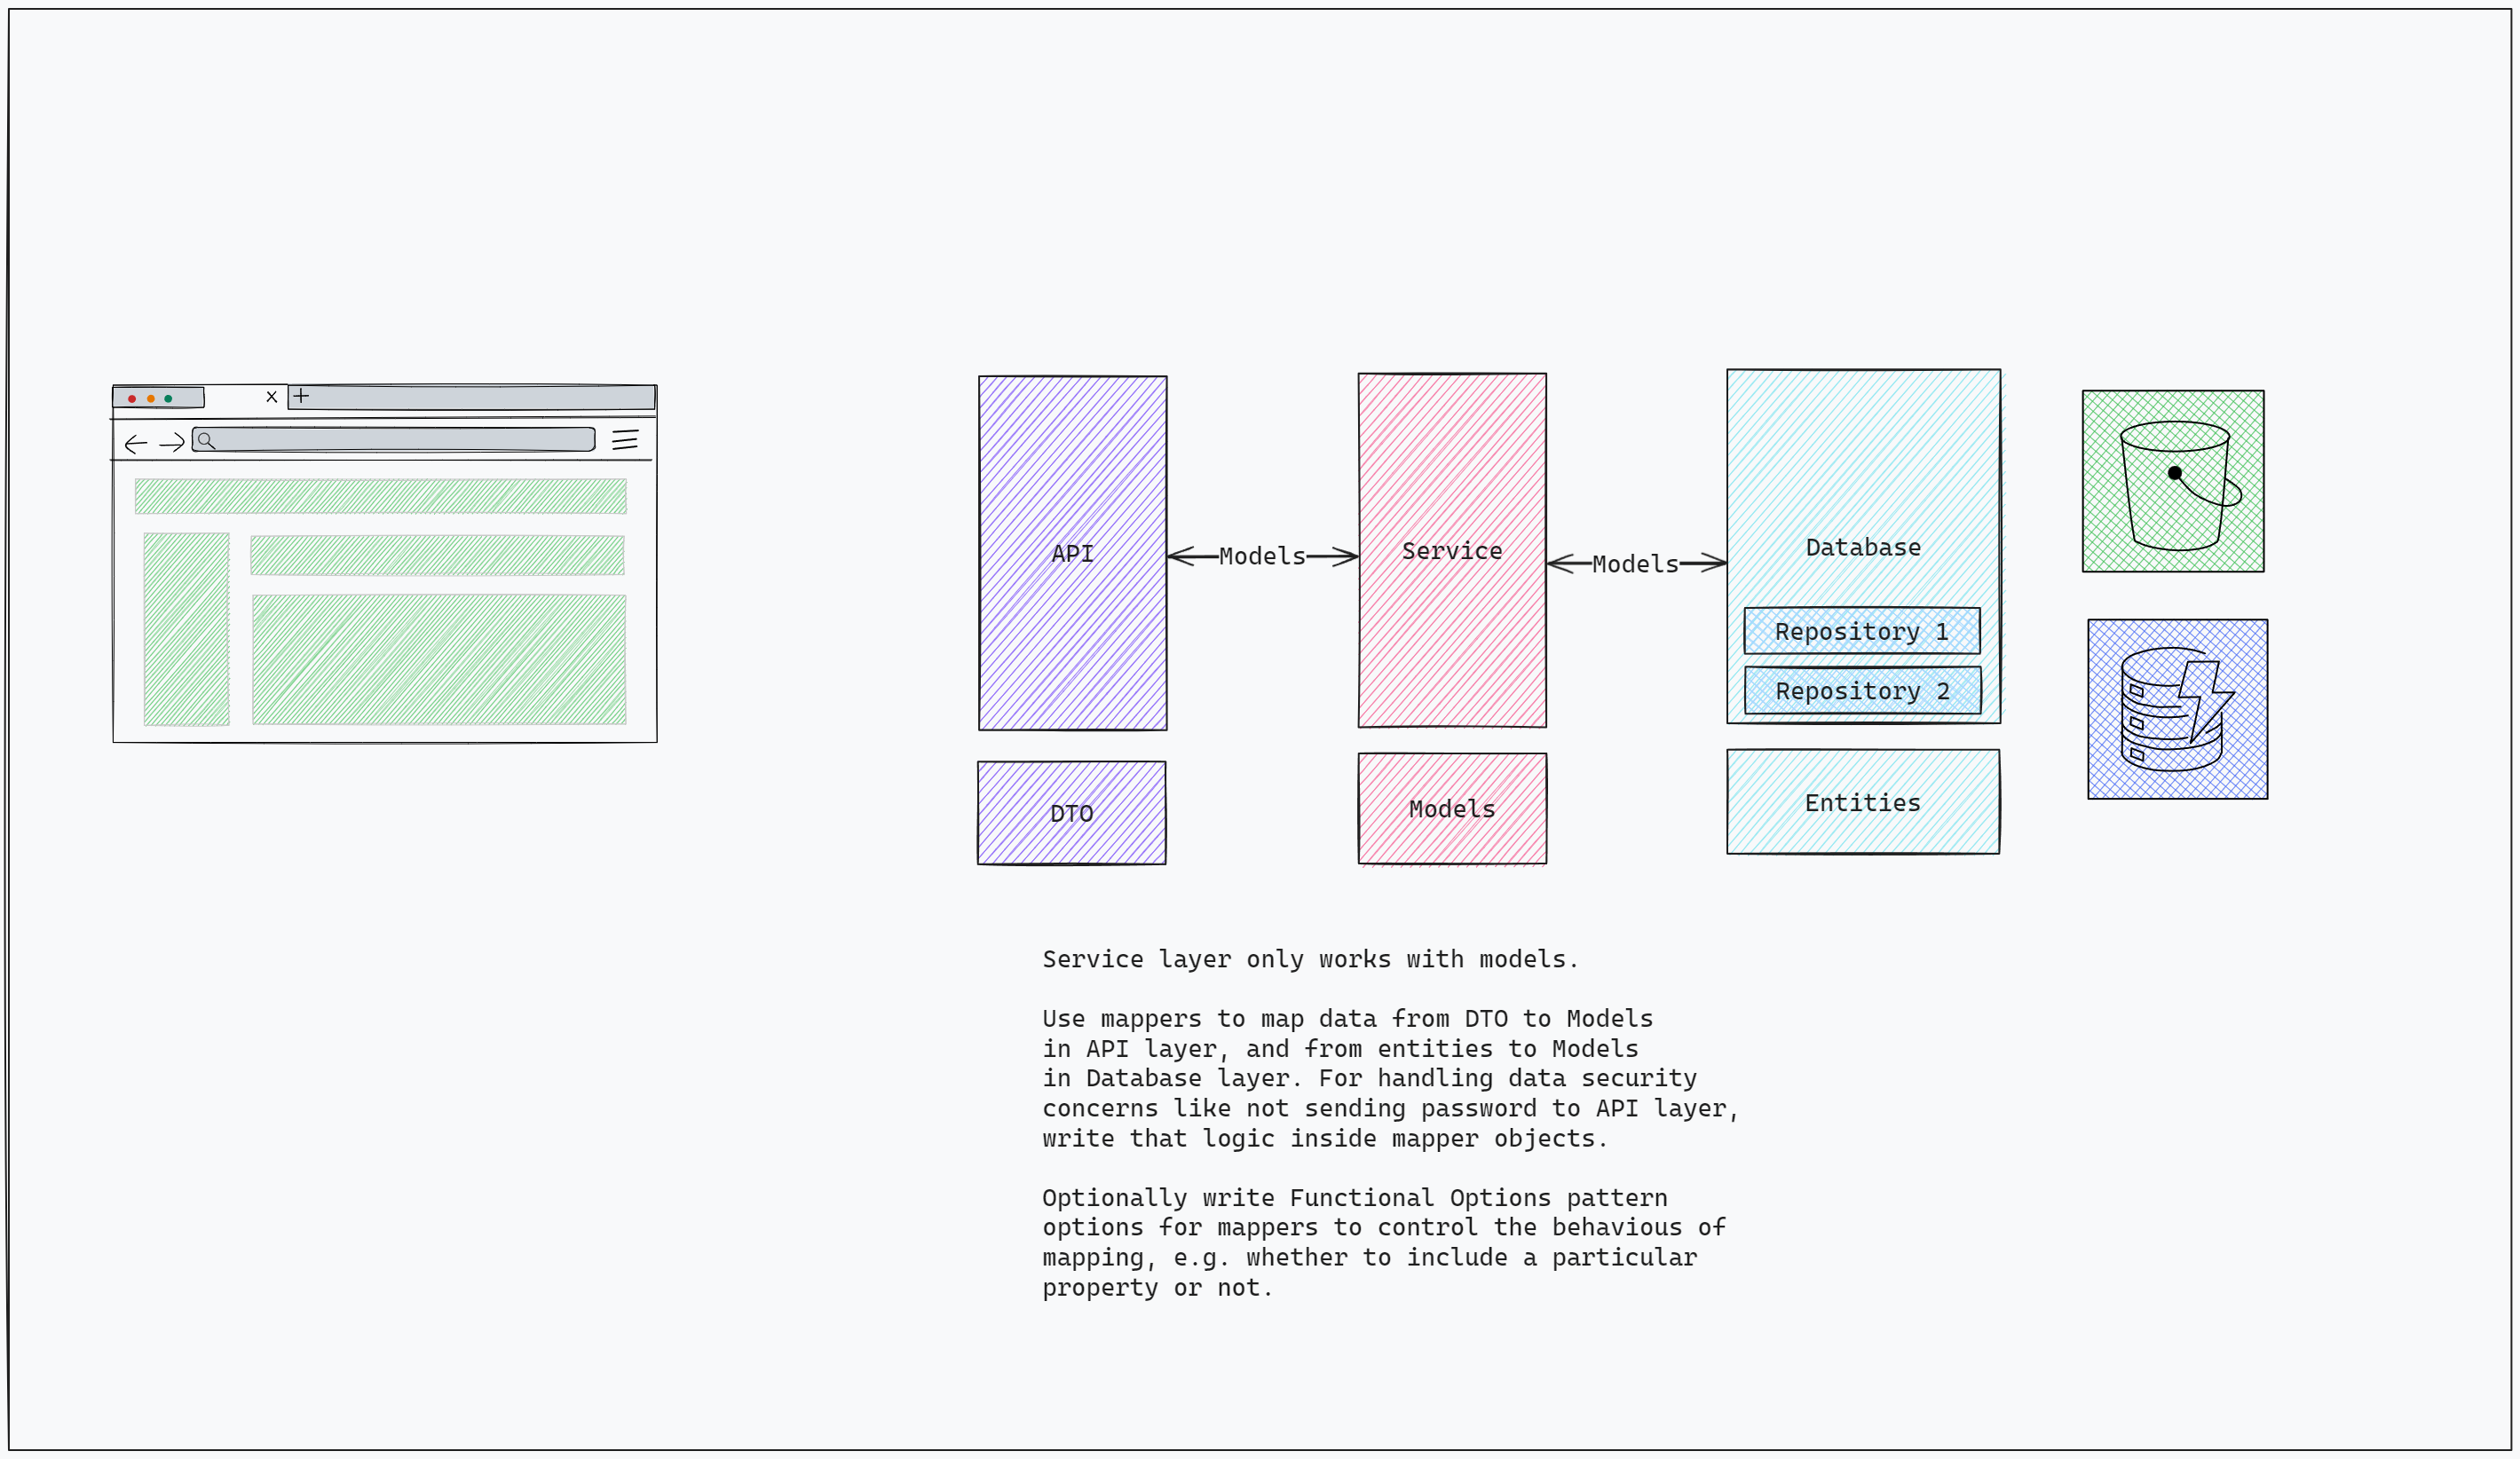 API
Models
Service
Models
Database
Repository 1
Repository 2
DTO
Models
Entities
Service layer only works with models.
Use mappers to map data from DTO to Models
in API layer, and from entities to Models
in Database layer. For handling data security
concerns like not sending password to API layer,
write that logic inside mapper objects.
Optionally write Functional Options pattern
options for mappers to control the behavious of
mapping, e.g. whether to include a particular
property or not.